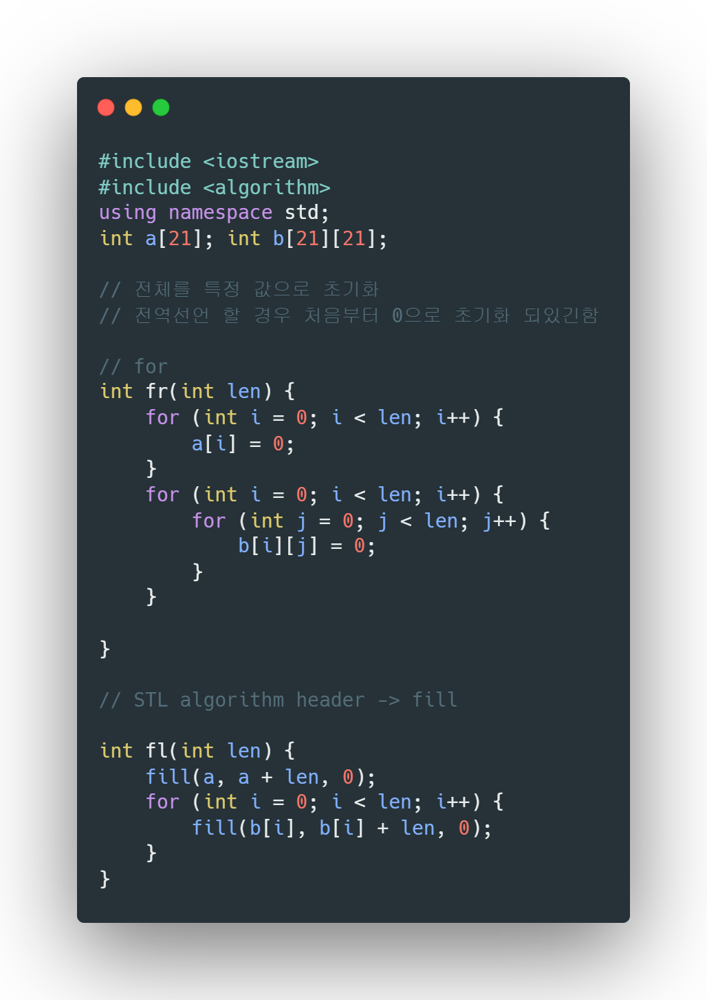 #include <iostream>
#include <algorithm>
using namespace std;
int a[21]; int b[21][21];
// 전체를 특정 값으로 초기화
// 전역선언 할 경우 처음부터 0으로 초기화 되있긴함
// for
int fr(int len) {
    for (int i = 0; i < len; i++) {
        a[i] = 0;
    }
    for (int i = 0; i < len; i++) {
        for (int j = 0; j < len; j++) {
            b[i][j] = 0;
        }
    }
}
// STL algorithm header -> fill
int fl(int len) {
    fill(a, a + len, 0);
    for (int i = 0; i < len; i++) {
        fill(b[i], b[i] + len, 0);
    }
}